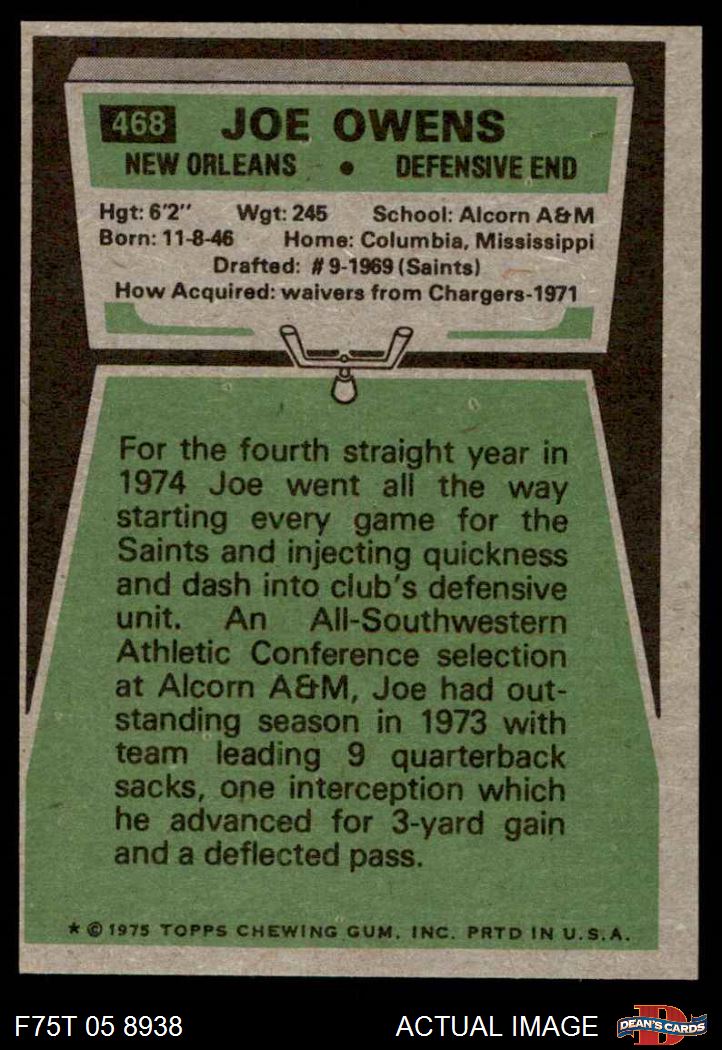 468 JOE OWENS
NEW ORLEANS • DEFENSIVE END
Hgt: 6'2" Wgt: 245 School: Alcorn A&M
Born: 11-8-46 Home: Columbia, Mississippi
Drafted: #9-1969 (Saints)
How Acquired: waivers from Chargers-1971
For the fourth straight year in
1974 Joe went all the way
starting every game for the
Saints and injecting quickness
and dash into club's defensive
unit. An All-Southwestern
Athletic Conference selection
at Alcorn A&M, Joe had out-
standing season in 1973 with
team leading 9 quarterback
sacks, one interception which
he advanced for 3-yard gain
and a deflected pass.
★ © 1975 TOPPS CHEWING GUM, INC. PRTD IN U.S.A.
F75T 05 8938 ACTUAL IMAGE D DEAN'S CARDS